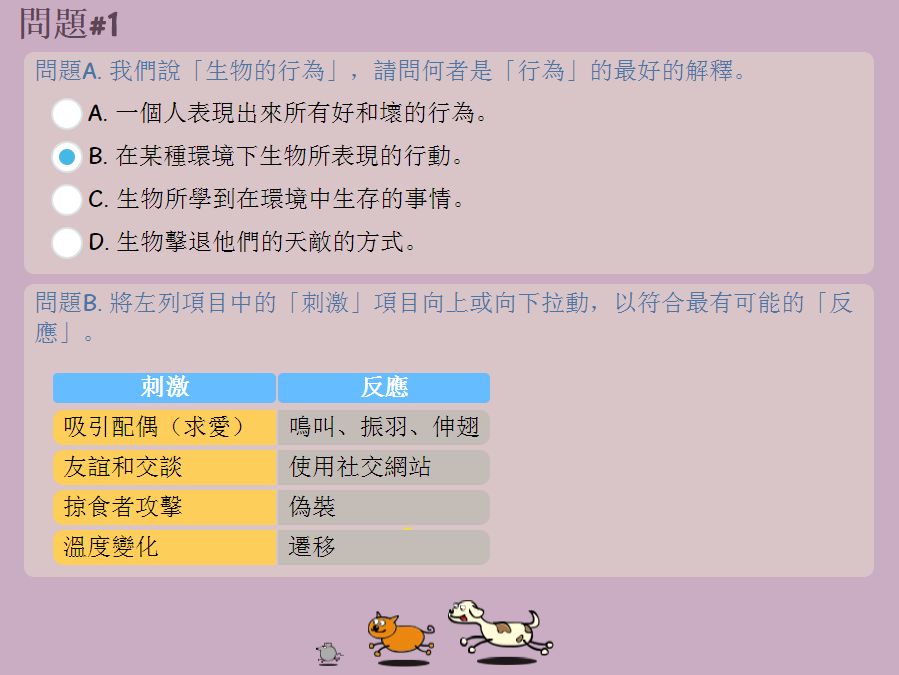 問題#1
問題A. 我們說「生物的行為」，請問何者是「行為」的最好的解釋。
A. 一個人表現出來所有好和壞的行為。
B. 在某種環境下生物所表現的行動。
C. 生物所學到在環境中生存的事情。
D. 生物擊退他們的天敵的方式。
問題B. 將左列項目中的「刺激」項目向上或向下拉動，以符合最有可能的「反
應」。
刺激 反應
吸引配偶（求愛） 鳴叫、振羽、伸翅
友誼和交談 使用社交網站
掠食者攻擊 偽裝
溫度變化 遷移